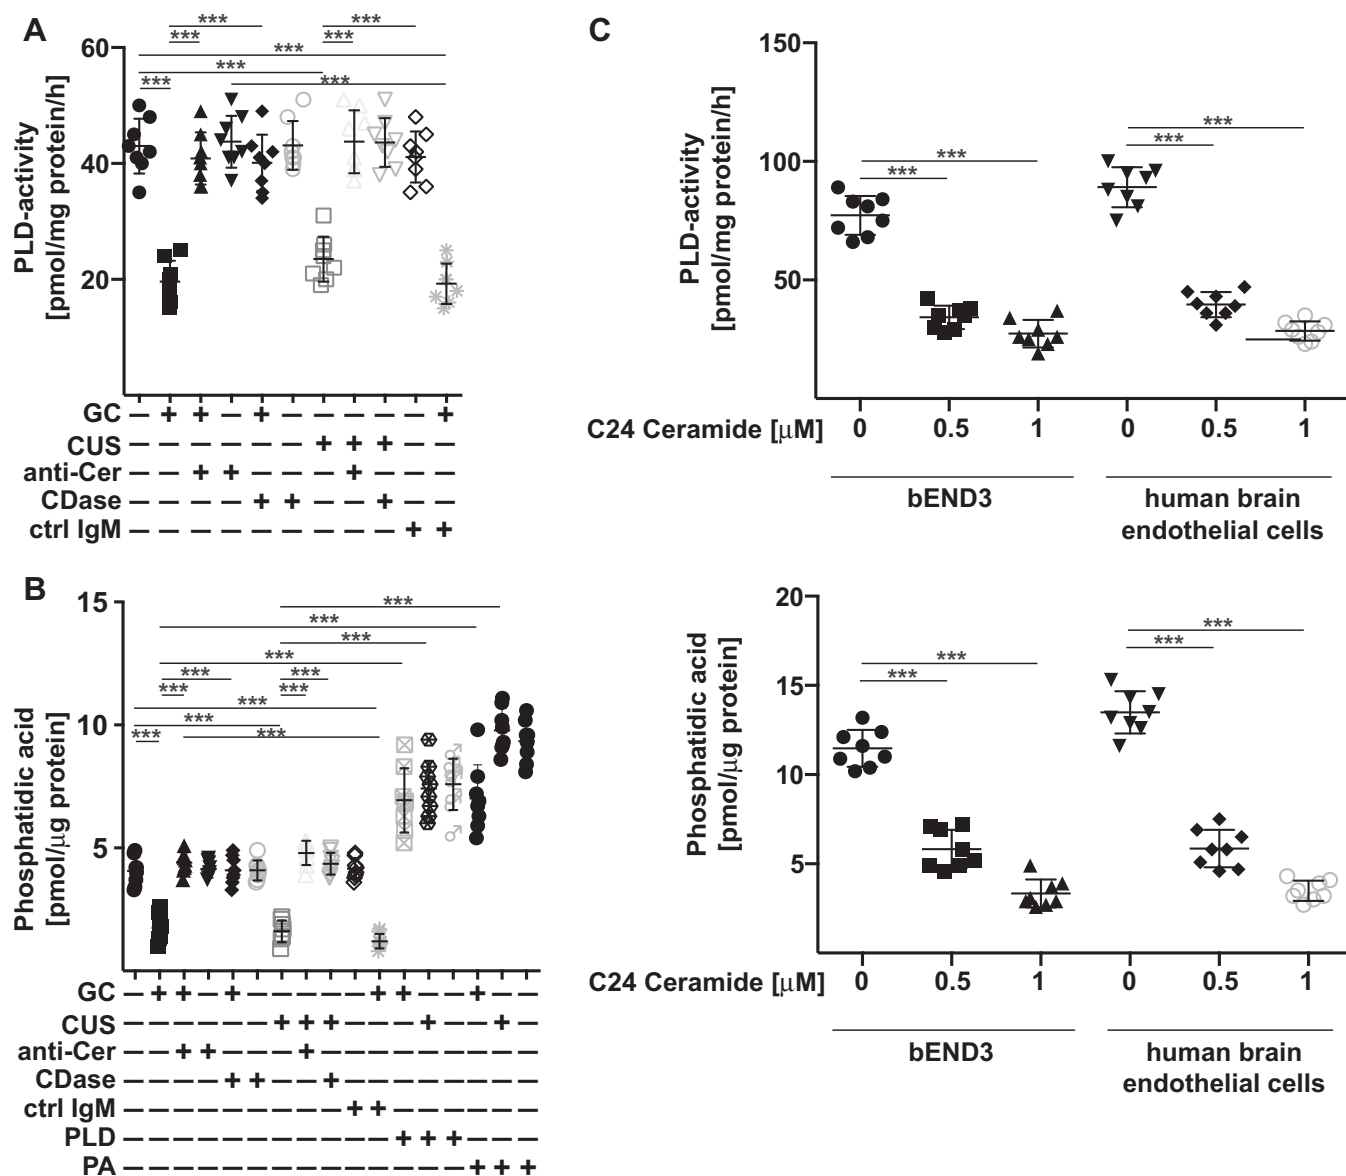 A
PLD-activity
[pmol/mg protein/h]
60
40
20
***
***
***
***
***
***
***
***
GC — + + — + — — — — — +
CUS — — — — — — + + + — —
anti-Cer — — + + — — — + — — —
CDase — — — — + + — — + — —
ctrl IgM — — — — — — — — — + +
B
Phosphatidic acid
[pmol/μg protein]
15
10
5
***
***
***
***
***
***
***
***
***
***
***
***
GC — + + — + — — — — — + + — — + — —
CUS — — — — — — + + + — — — + — — + —
anti-Cer — — + + — — — + — — — — — — — — —
CDase — — — — + + — — + — — — — — — — —
ctrl IgM — — — — — — — — — + + — — — — — —
PLD — — — — — — — — — — — + + + — — —
PA — — — — — — — — — — — — — — + + +
C
PLD-activity
[pmol/mg protein/h]
150
100
50
***
***
***
***
C24 Ceramide [μM] 0 0.5 1 0 0.5 1
bEND3
human brain
endothelial cells
Phosphatidic acid
[pmol/μg protein]
20
15
10
5
***
***
***
***
C24 Ceramide [μM] 0 0.5 1 0 0.5 1
bEND3
human brain
endothelial cells